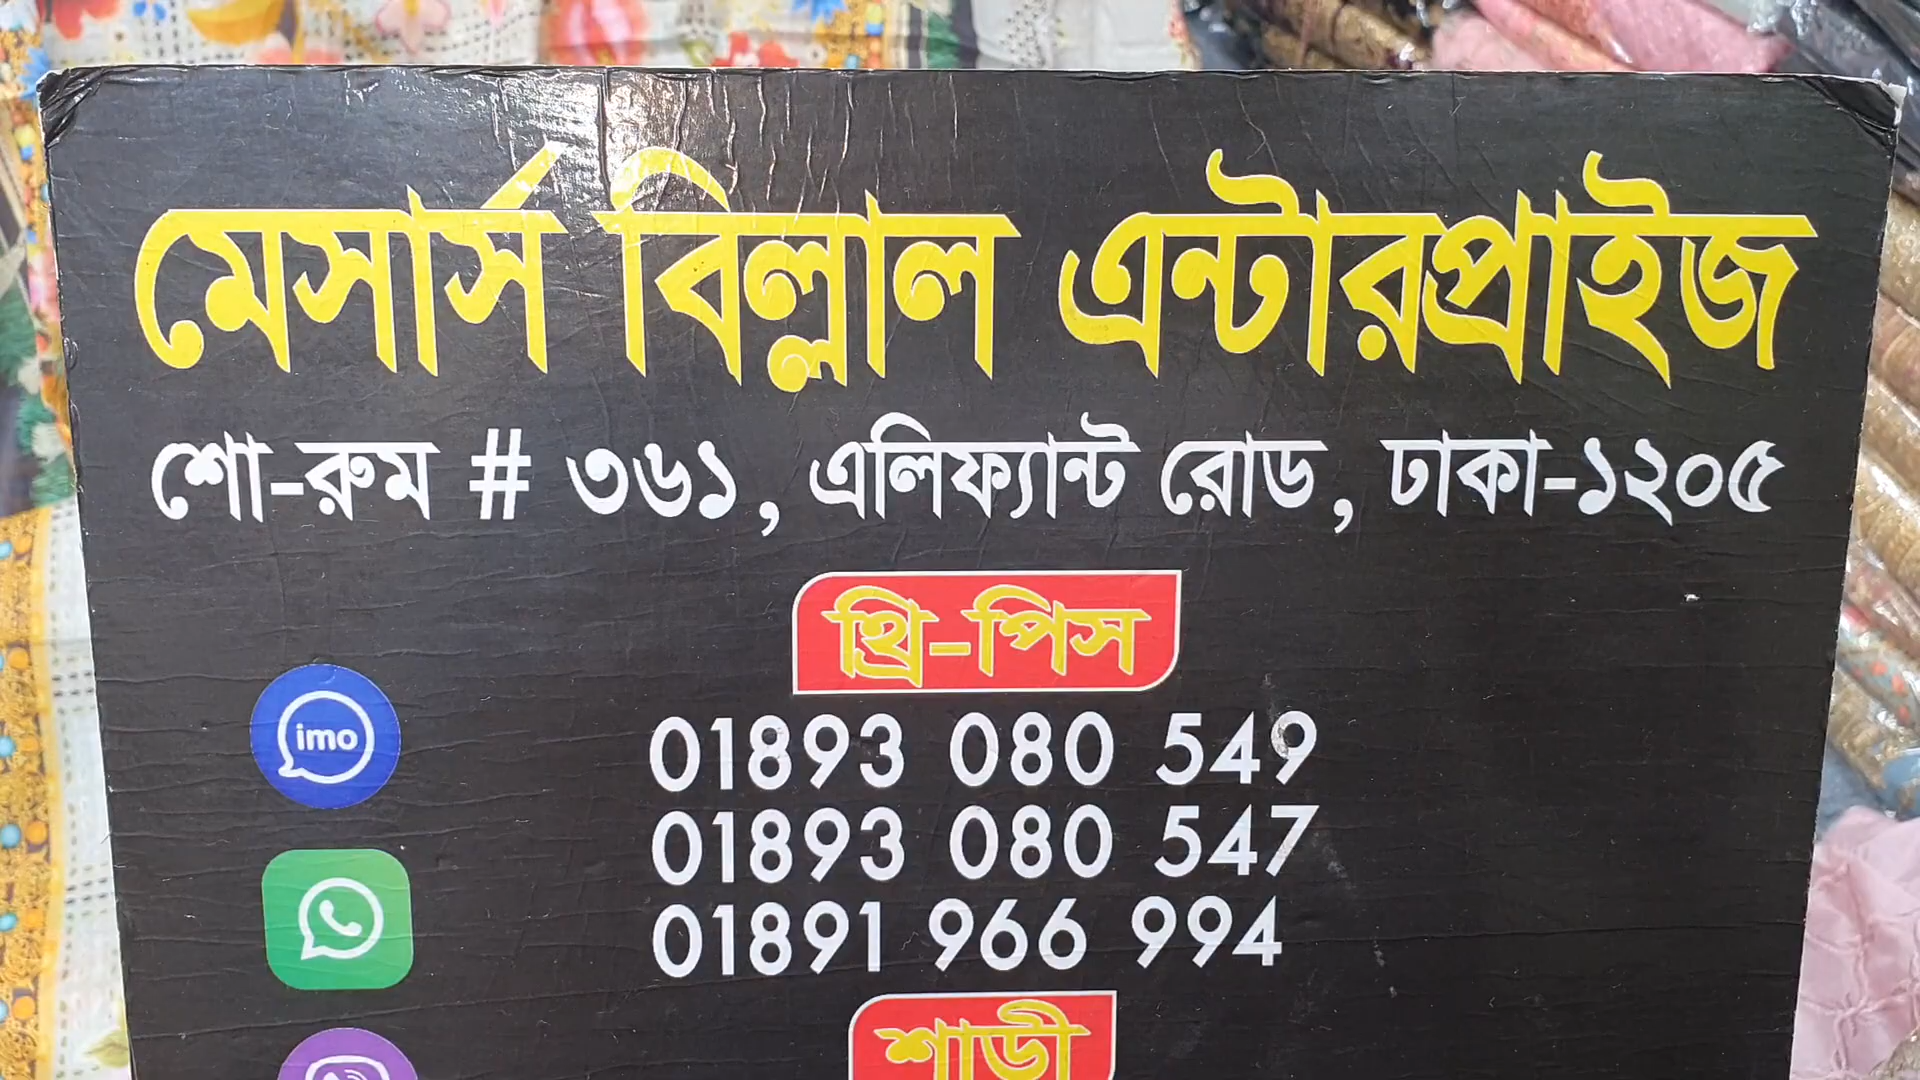 মেসার্স বিল্লাল এন্টারপ্রাইজ
শো-রুম # ৩৬১, এলিফ্যান্ট রোড, ঢাকা-১২০৫
থ্রি-পিস
imo
01893 080 549
01893 080 547
01891 966 994
শাড়ী